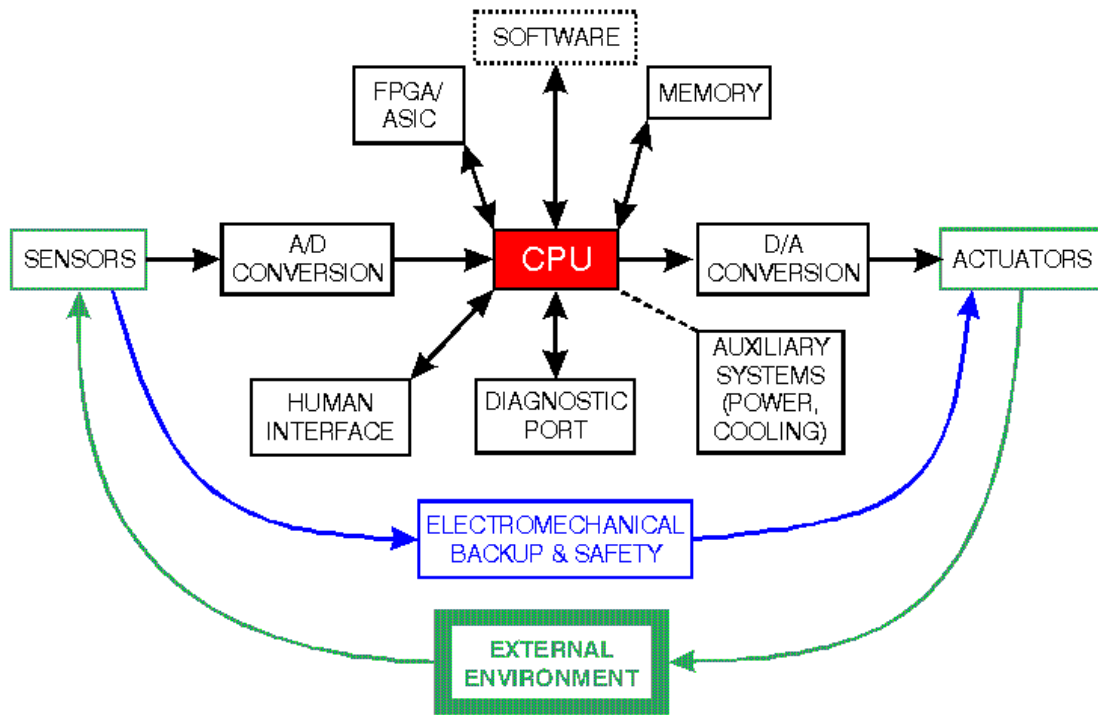 SOFTWARE
FPGA/
ASIC
MEMORY
SENSORS
A/D
CONVERSION
CPU
D/A
CONVERSION
ACTUATORS
HUMAN
INTERFACE
DIAGNOSTIC
PORT
AUXILIARY
SYSTEMS
(POWER,
COOLING)
ELECTROMECHANICAL
BACKUP & SAFETY
EXTERNAL
ENVIRONMENT